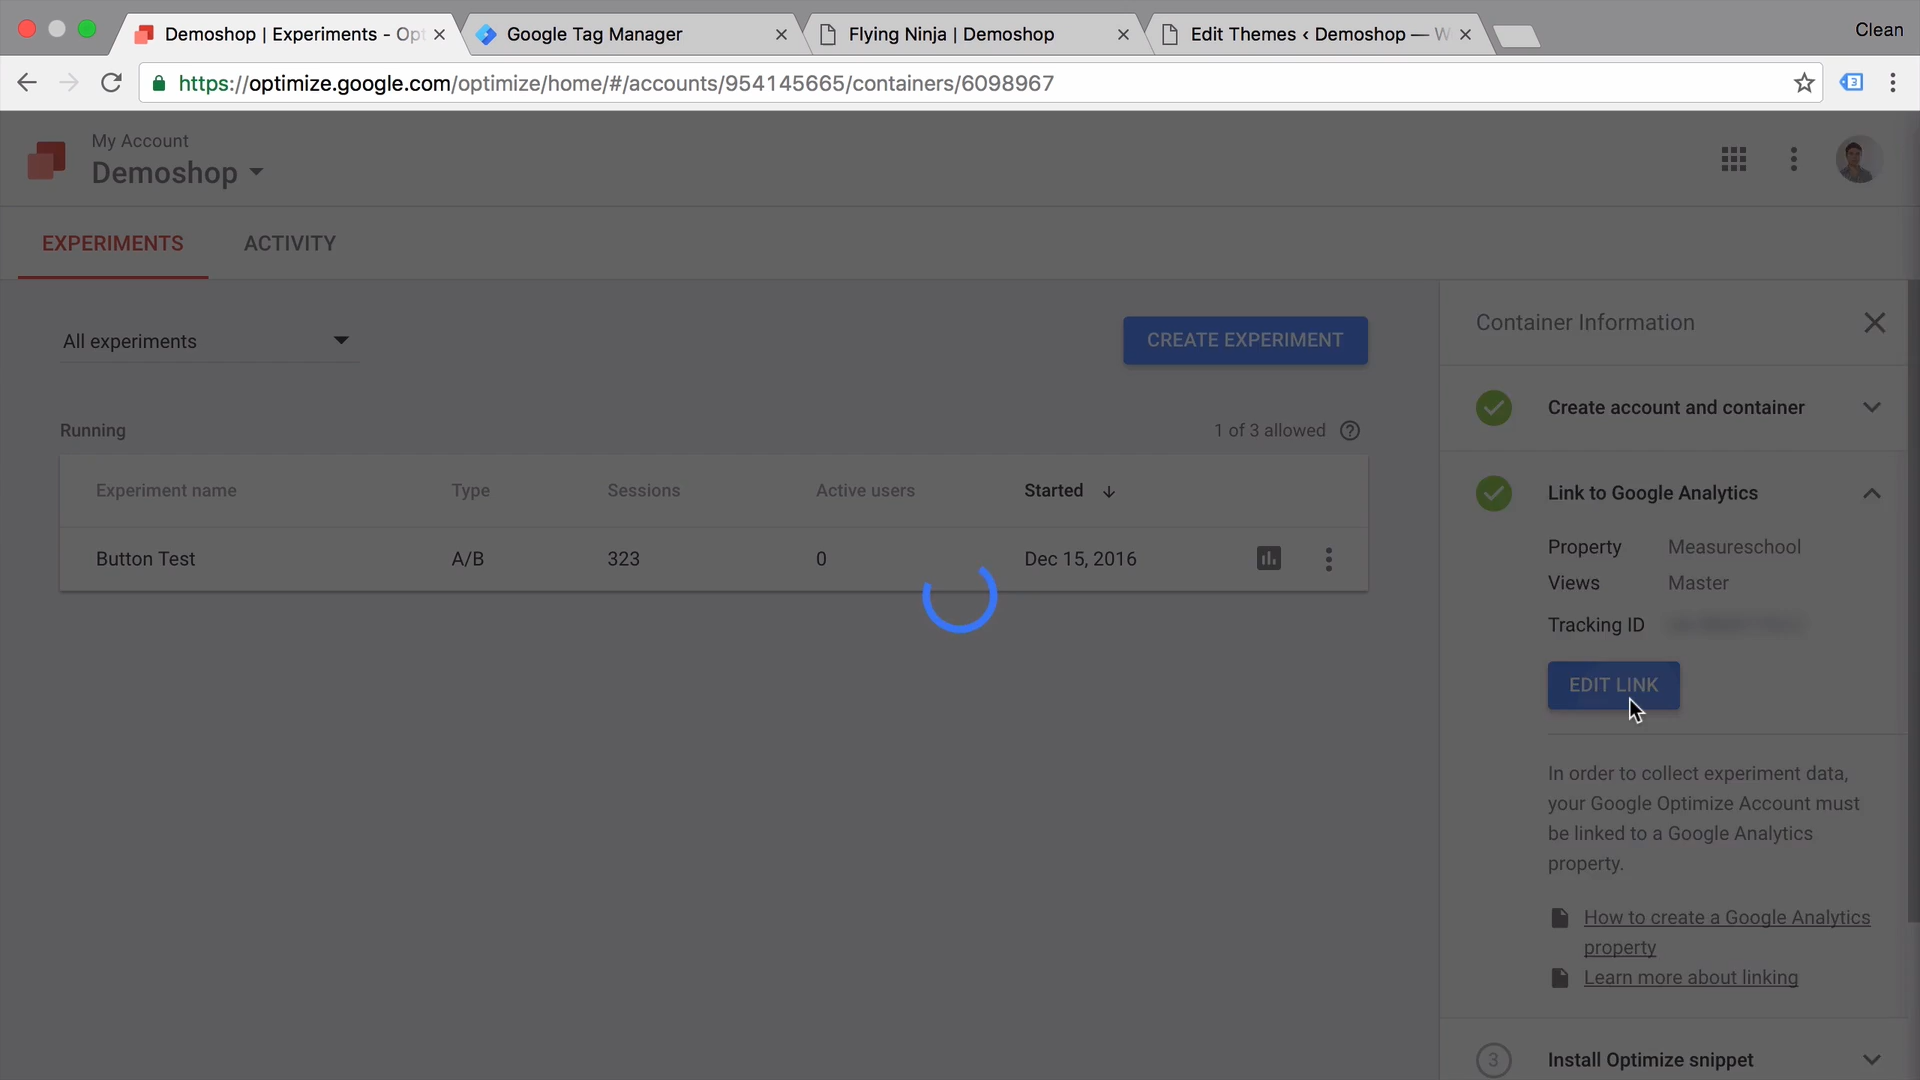 Demoshop | Experiments - Opt
Google Tag Manager
Flying Ninja | Demoshop
Edit Themes ‹ Demoshop — W
Clean
https://optimize.google.com/optimize/home/#/accounts/954145665/containers/6098967
3
My Account
Demoshop
EXPERIMENTS
ACTIVITY
All experiments
CREATE EXPERIMENT
Running
1 of 3 allowed
Experiment name
Type
Sessions
Active users
Started
Button Test
A/B
323
0
Dec 15, 2016
Container Information
Create account and container
Link to Google Analytics
Property Measureschool
Views Master
Tracking ID
EDIT LINK
In order to collect experiment data,
your Google Optimize Account must
be linked to a Google Analytics
property.
How to create a Google Analytics
property
Learn more about linking
3 Install Optimize snippet